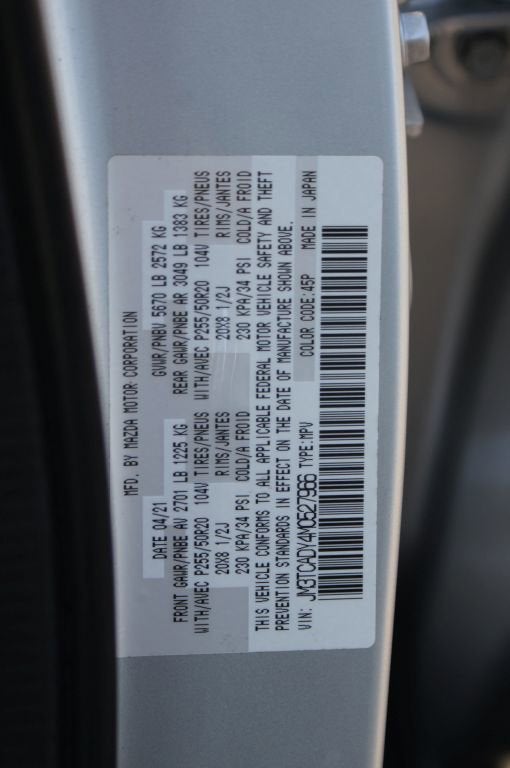 MFD. BY MAZDA MOTOR CORPORATION
DATE 04/21 GVWR/PNBV 5670 LB 2572 KG
FRONT GAWR/PNBE AV 2701 LB 1225 KG REAR GAWR/PNBE AR 3049 LB 1383 KG
WITH/AVEC P255/50R20 104V TIRES/PNEUS WITH/AVEC P255/50R20 104V TIRES/PNEUS
20X8 1/2J RIMS/JANTES 20X8 1/2J RIMS/JANTES
230 KPA/34 PSI COLD/A FROID 230 KPA/34 PSI COLD/A FROID
THIS VEHICLE CONFORMS TO ALL APPLICABLE FEDERAL MOTOR VEHICLE SAFETY AND THEFT
PREVENTION STANDARDS IN EFFECT ON THE DATE OF MANUFACTURE SHOWN ABOVE.
VIN: JM3TCADY4M0527966 TYPE:MPV COLOR CODE:45P MADE IN JAPAN